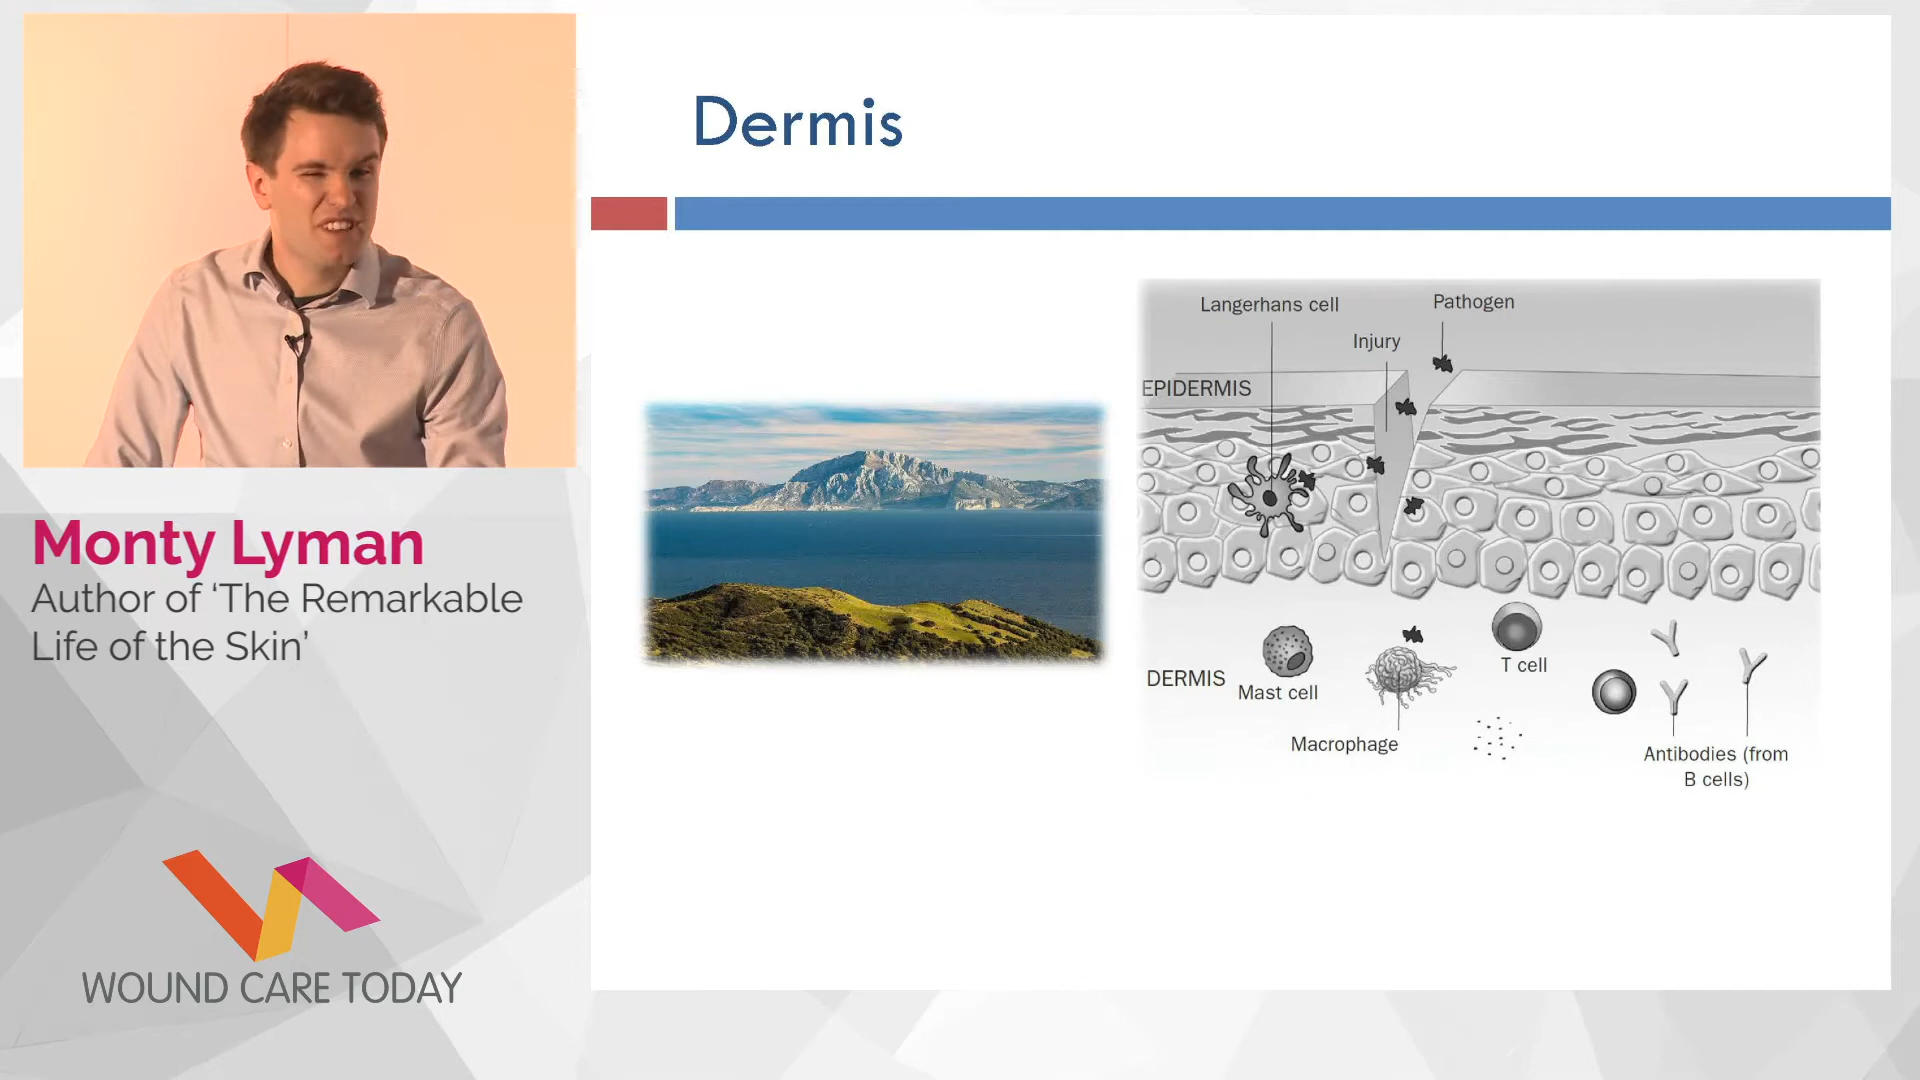 Dermis
Monty Lyman
Author of ‘The Remarkable
Life of the Skin’
WOUND CARE TODAY
Langerhans cell
Pathogen
Injury
EPIDERMIS
DERMIS
Mast cell
Macrophage
T cell
Antibodies (from
B cells)